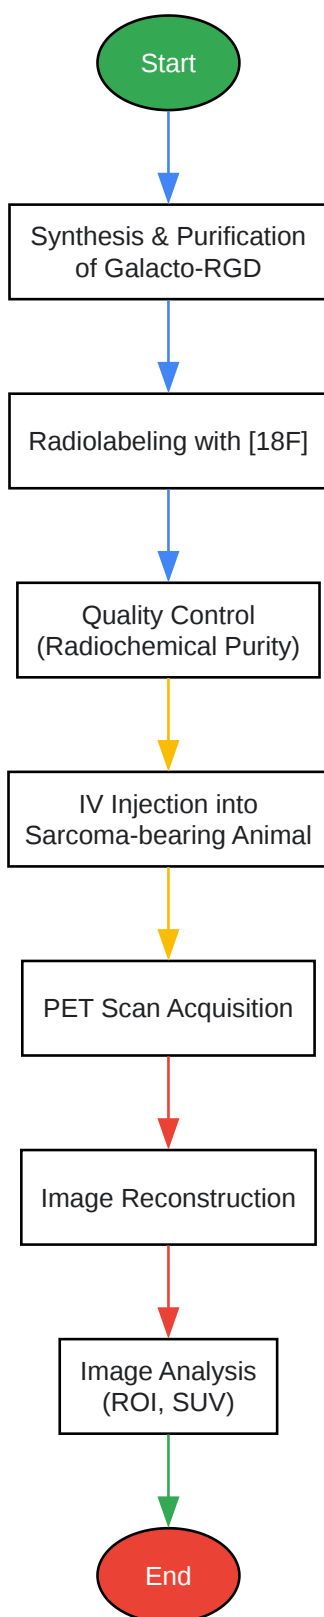 Start
Synthesis & Purification
of Galacto-RGD
Radiolabeling with [18F]
Quality Control
(Radiochemical Purity)
IV Injection into
Sarcoma-bearing Animal
PET Scan Acquisition
Image Reconstruction
Image Analysis
(ROI, SUV)
End